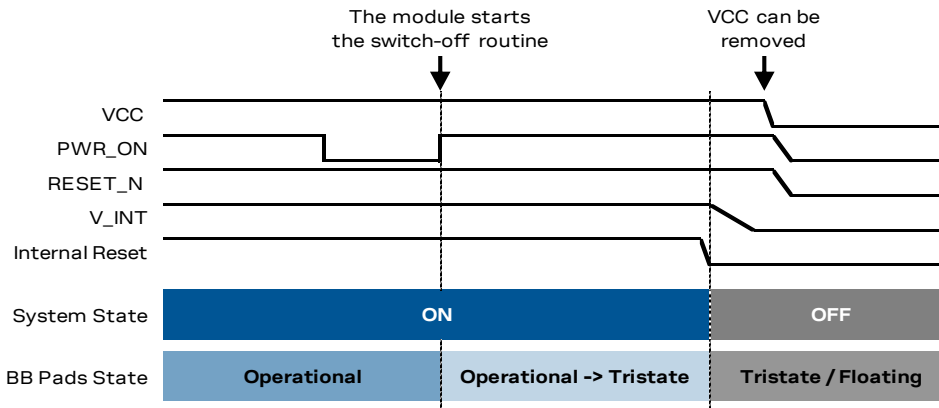 The module starts
the switch-off routine
VCC can be
removed
VCC
PWR_ON
RESET_N
V_INT
Internal Reset
System State
ON
OFF
BB Pads State
Operational
Operational -> Tristate
Tristate / Floating